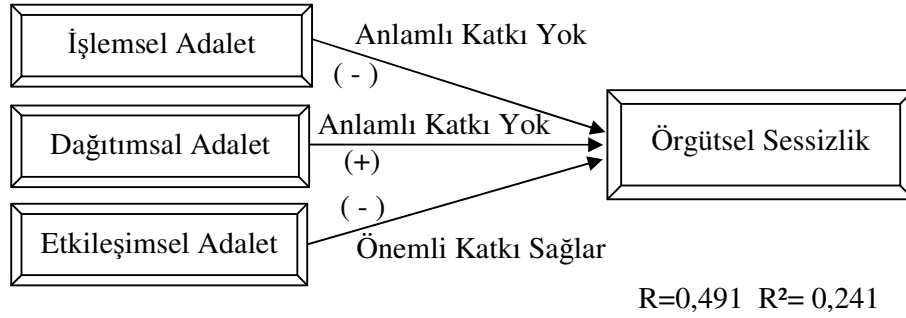 İşlemsel Adalet
Anlamlı Katkı Yok
( - )
Dağıtımsal Adalet
Anlamlı Katkı Yok
(+)
Örgütsel Sessizlik
( - )
Etkileşimsel Adalet
Önemli Katkı Sağlar
R=0,491 R²= 0,241